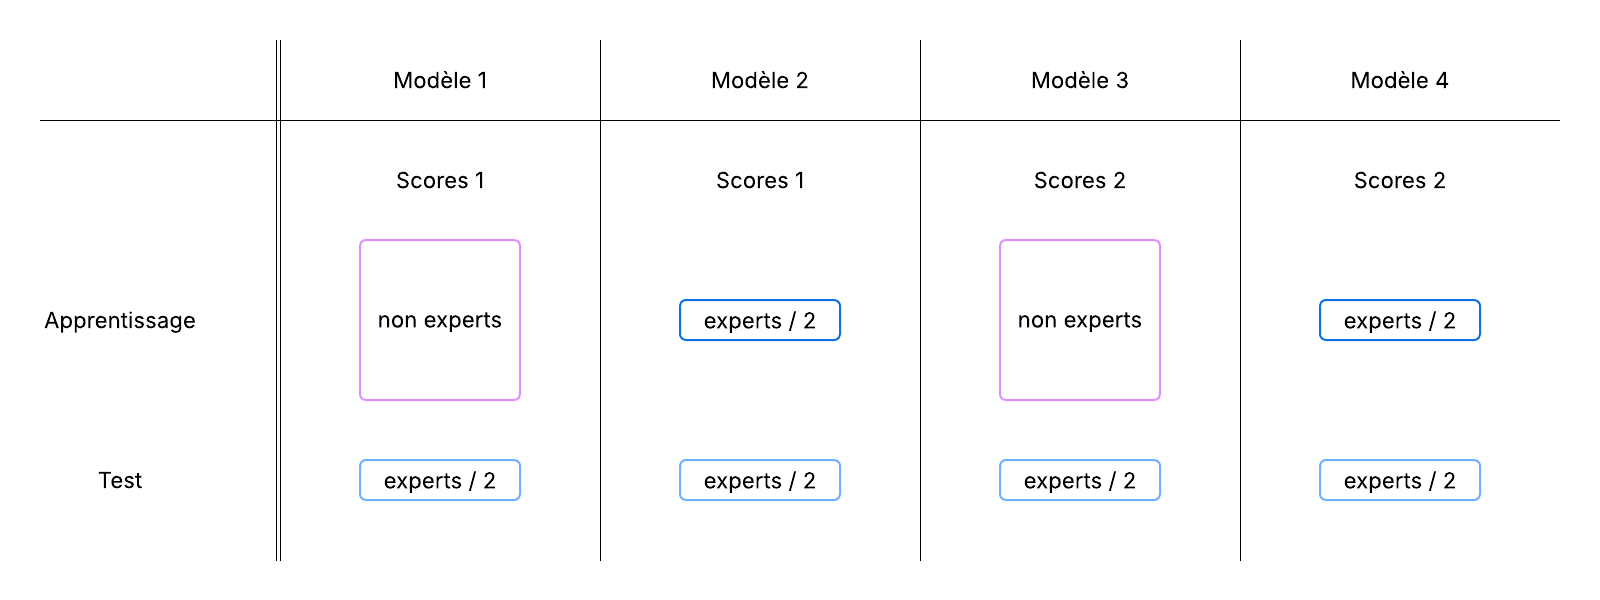 Modèle 1
Modèle 2
Modèle 3
Modèle 4
Scores 1
Scores 1
Scores 2
Scores 2
Apprentissage
non experts
experts / 2
non experts
experts / 2
Test
experts / 2
experts / 2
experts / 2
experts / 2